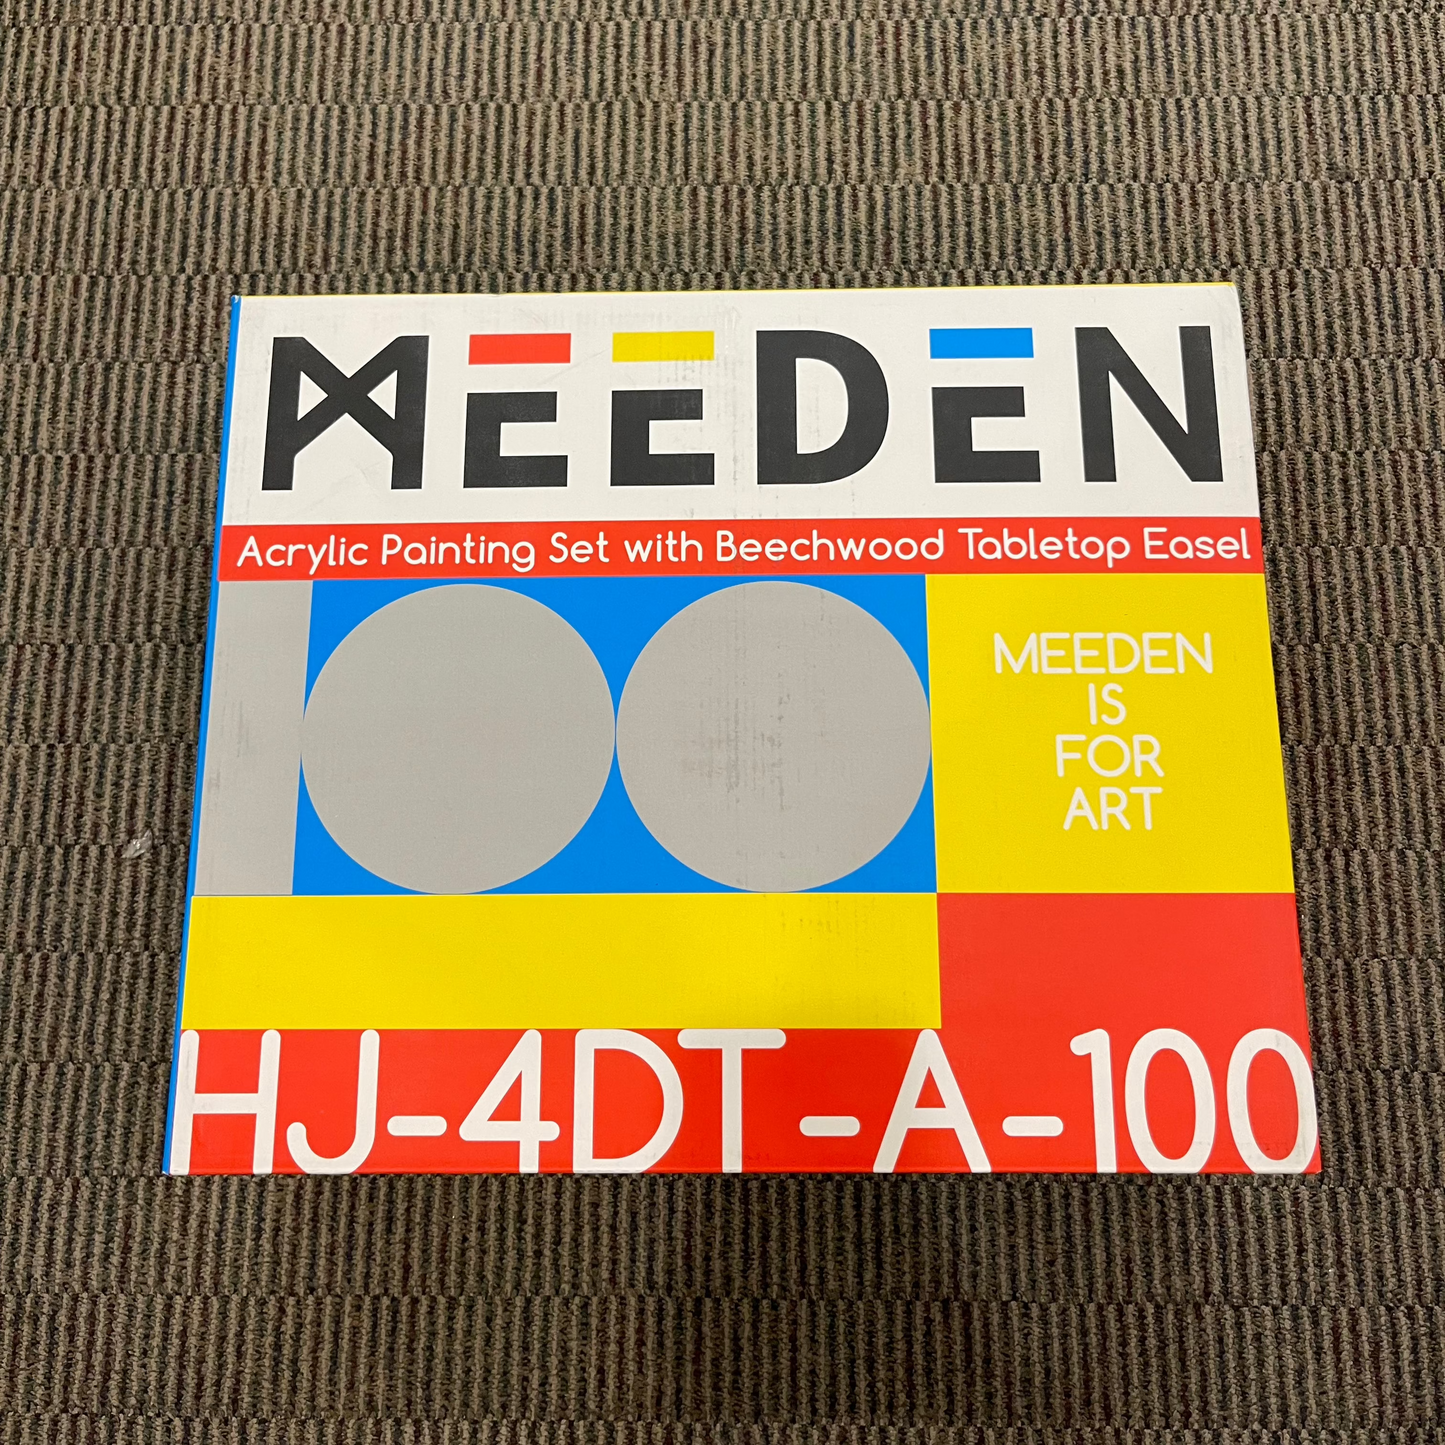 MEEDEN
Acrylic Painting Set with Beechwood Tabletop Easel
100
MEEDEN
IS
FOR
ART
HJ-4DT-A-100